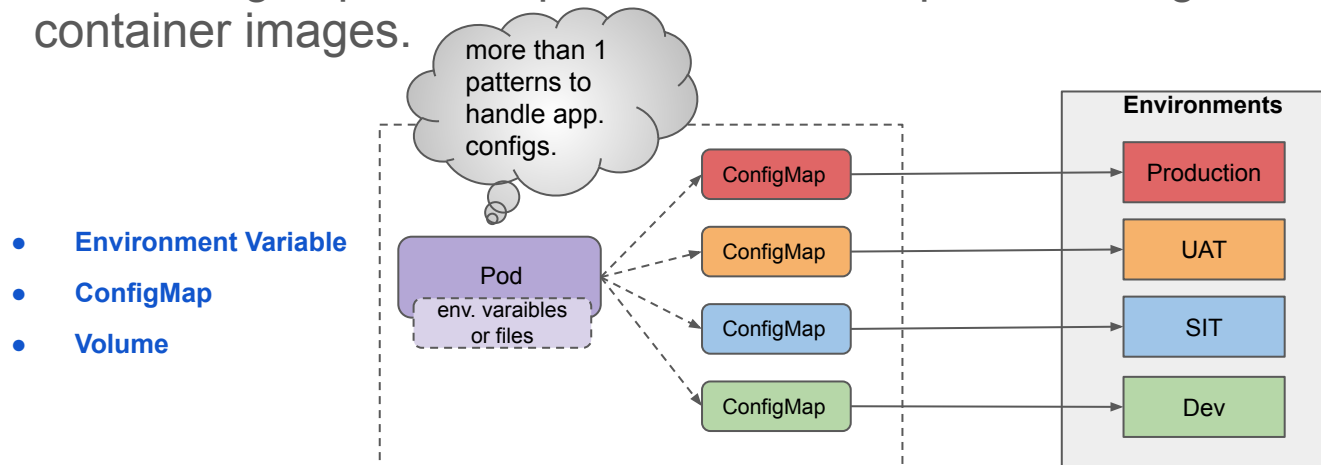 container images.
more than 1
patterns to
handle app.
configs.
Environments
ConfigMap
Production
● Environment Variable
● ConfigMap
● Volume
Pod
env. varaibles
or files
ConfigMap
UAT
ConfigMap
SIT
ConfigMap
Dev